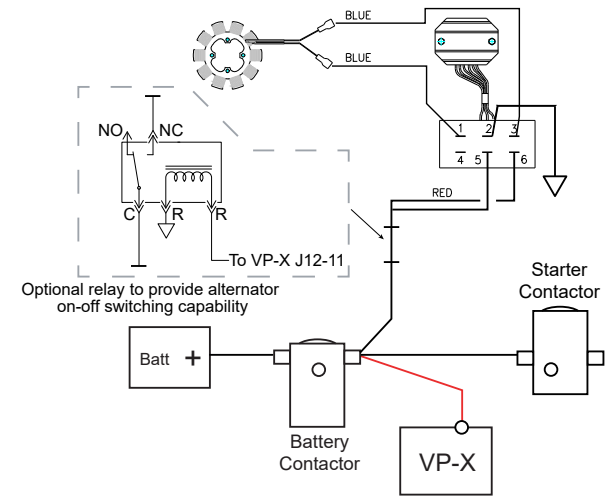 BLUE
BLUE
1 2 3
4 5 6
RED
NO NC
C R R
To VP-X J12-11
Optional relay to provide alternator
on-off switching capability
Starter
Contactor
Batt +
Battery
Contactor
VP-X